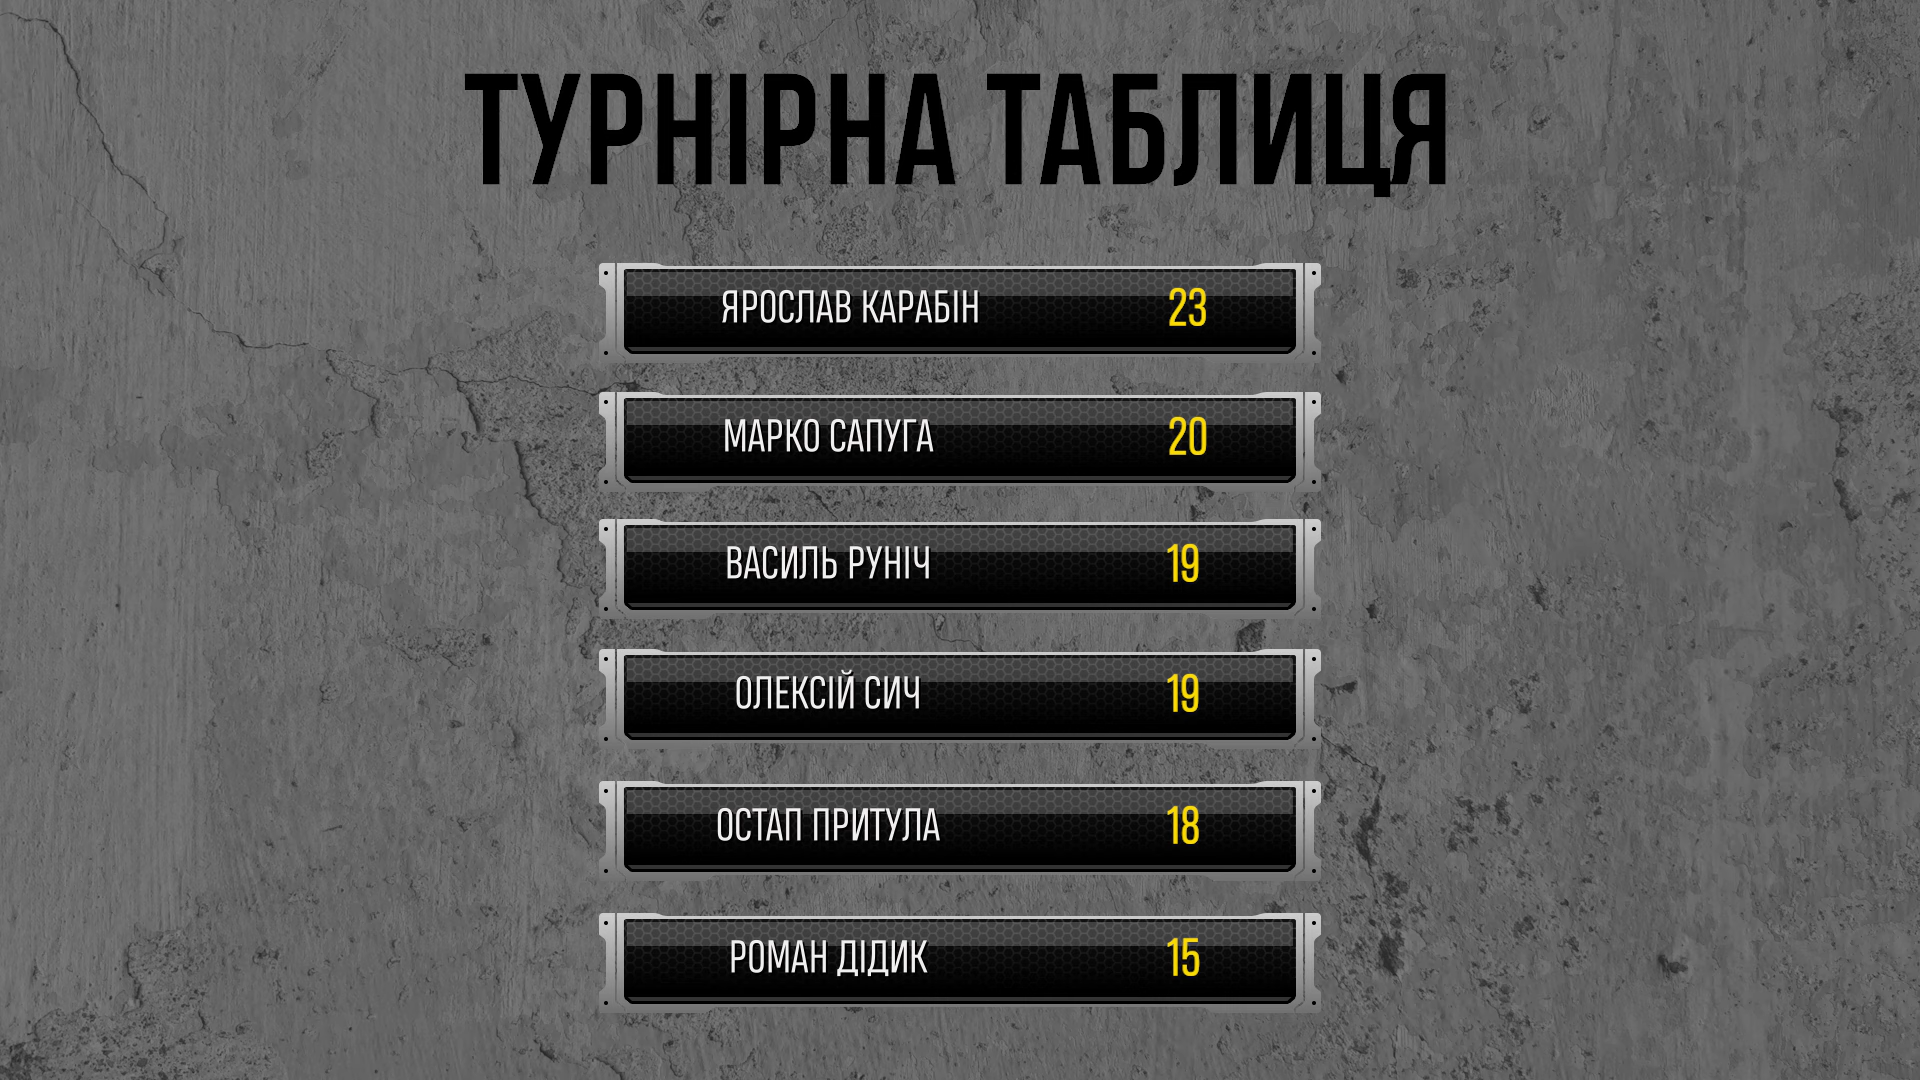 ТУРНІРНА ТАБЛИЦЯ
ЯРОСЛАВ КАРАБІН 23
МАРКО САПУГА 20
ВАСИЛЬ РУНІЧ 19
ОЛЕКСІЙ СИЧ 19
ОСТАП ПРИТУЛА 18
РОМАН ДІДИК 15